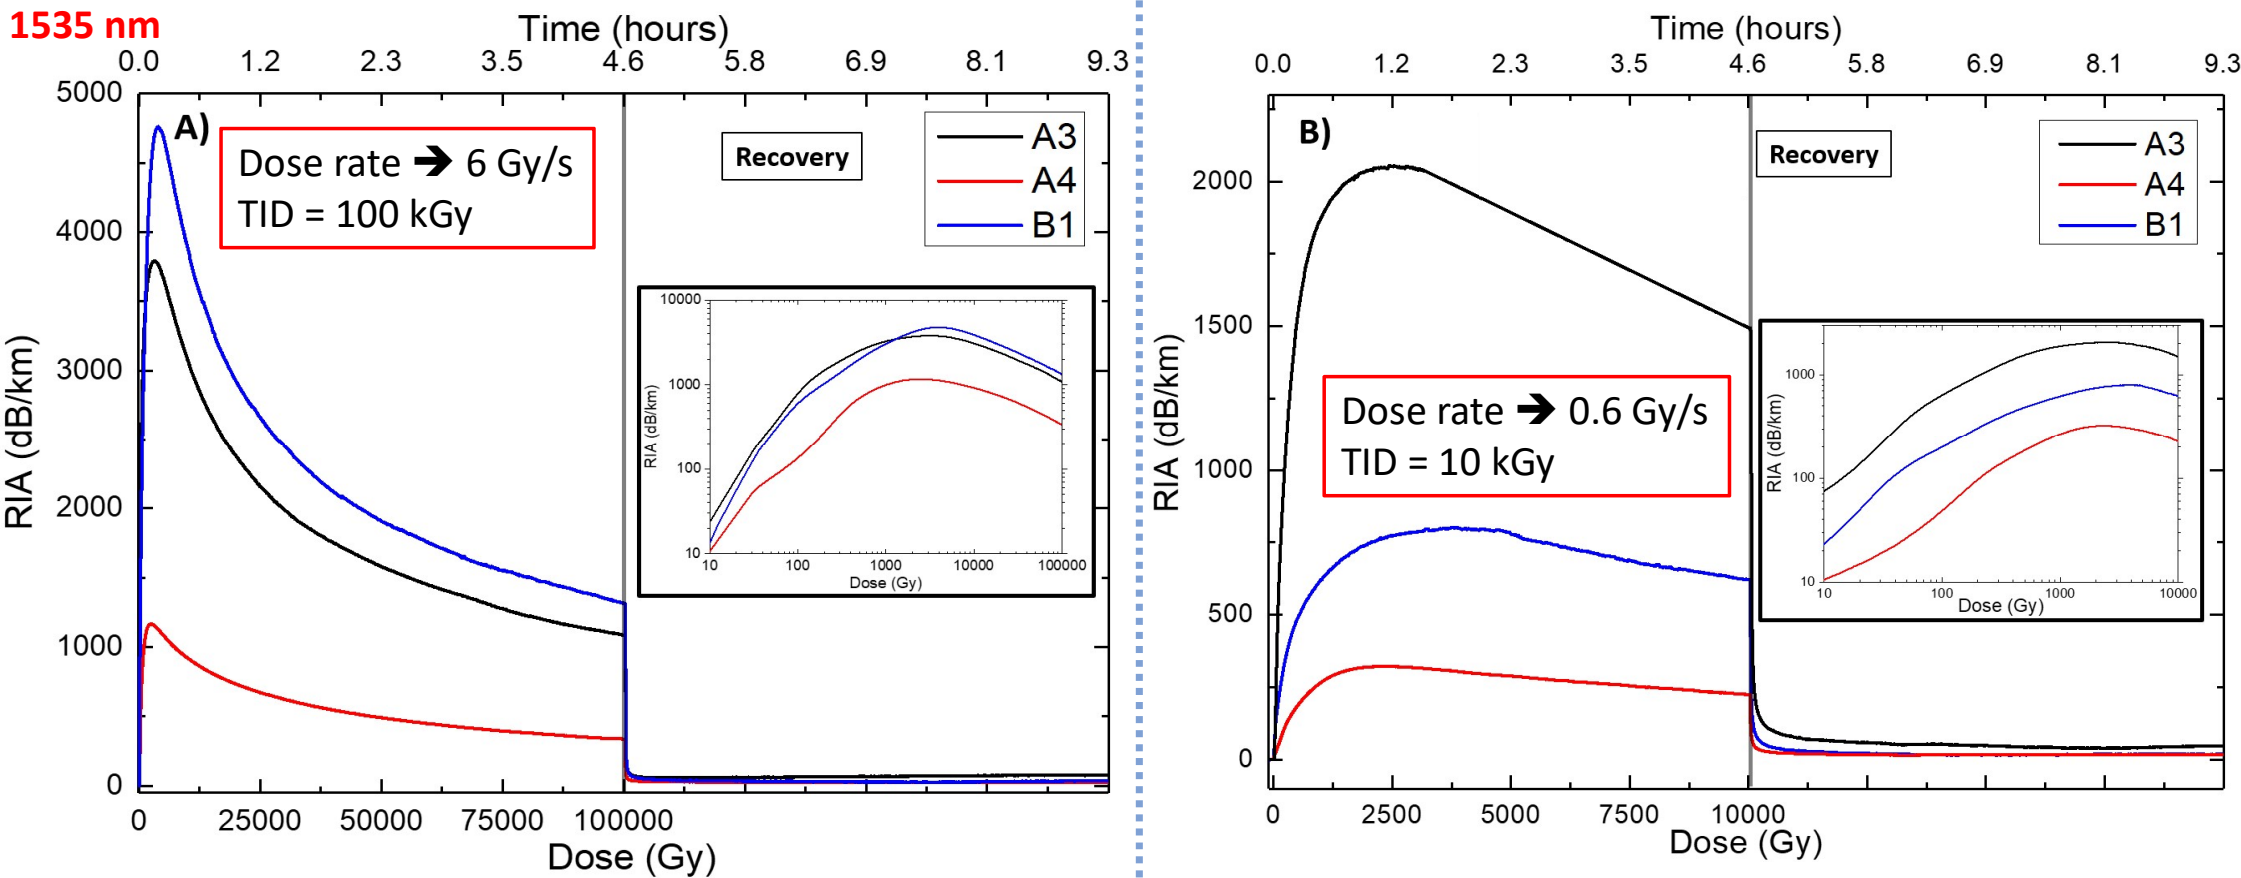 1535 nm
Time (hours)
0.0 1.2 2.3 3.5 4.6 5.8 6.9 8.1 9.3
5000
4000
3000
2000
1000
0
RIA (dB/km)
A)
Dose rate 🡺 6 Gy/s
TID = 100 kGy
Recovery
A3
A4
B1
10000
1000
100
10
RIA (dB/km)
10 100 1000 10000 100000
Dose (Gy)
0 25000 50000 75000 100000
Dose (Gy)
Time (hours)
0.0 1.2 2.3 3.5 4.6 5.8 6.9 8.1 9.3
2000
1500
1000
500
0
RIA (dB/km)
B)
Recovery
A3
A4
B1
Dose rate 🡺 0.6 Gy/s
TID = 10 kGy
1000
100
10
RIA (dB/km)
10 100 1000 10000
Dose (Gy)
0 2500 5000 7500 10000
Dose (Gy)